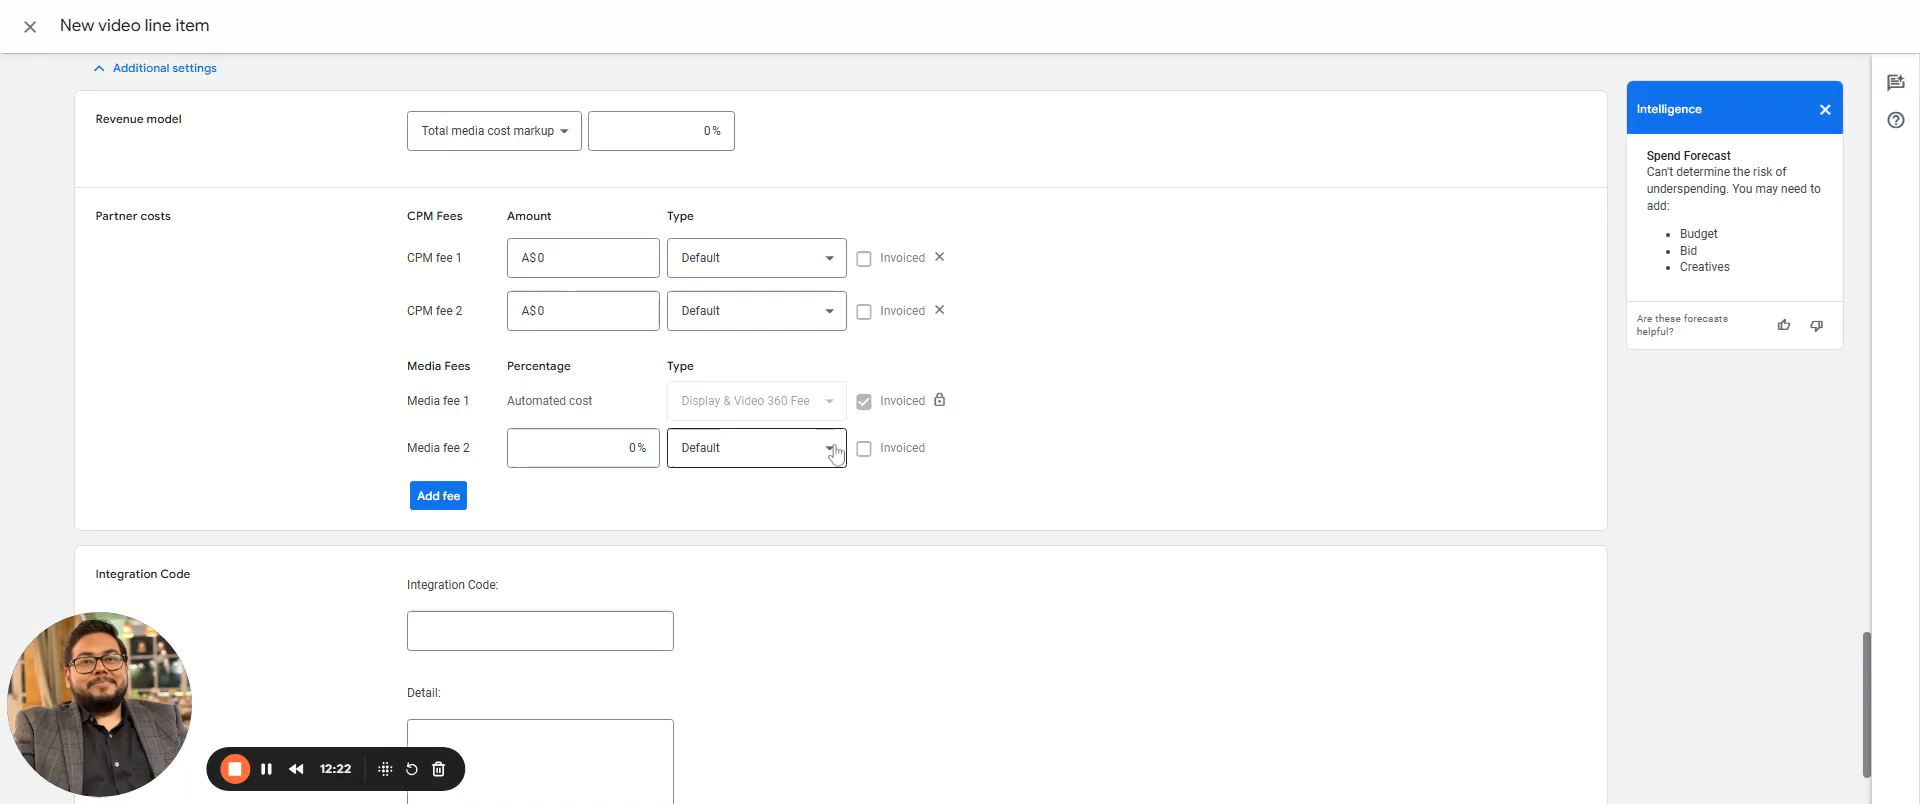 New video line item
Additional settings
Revenue model
Total media cost markup
0%
Partner costs
CPM Fees Amount Type
CPM fee 1 A$0 Default Invoiced
CPM fee 2 A$0 Default Invoiced
Media Fees Percentage Type
Media fee 1 Automated cost Display & Video 360 Fee Invoiced
Media fee 2 0% Default Invoiced
Add fee
Integration Code
Integration Code:
Detail:
12:22
Intelligence
Spend Forecast
Can't determine the risk of
underspending. You may need to
add:
Budget
Bid
Creatives
Are these forecasts
helpful?